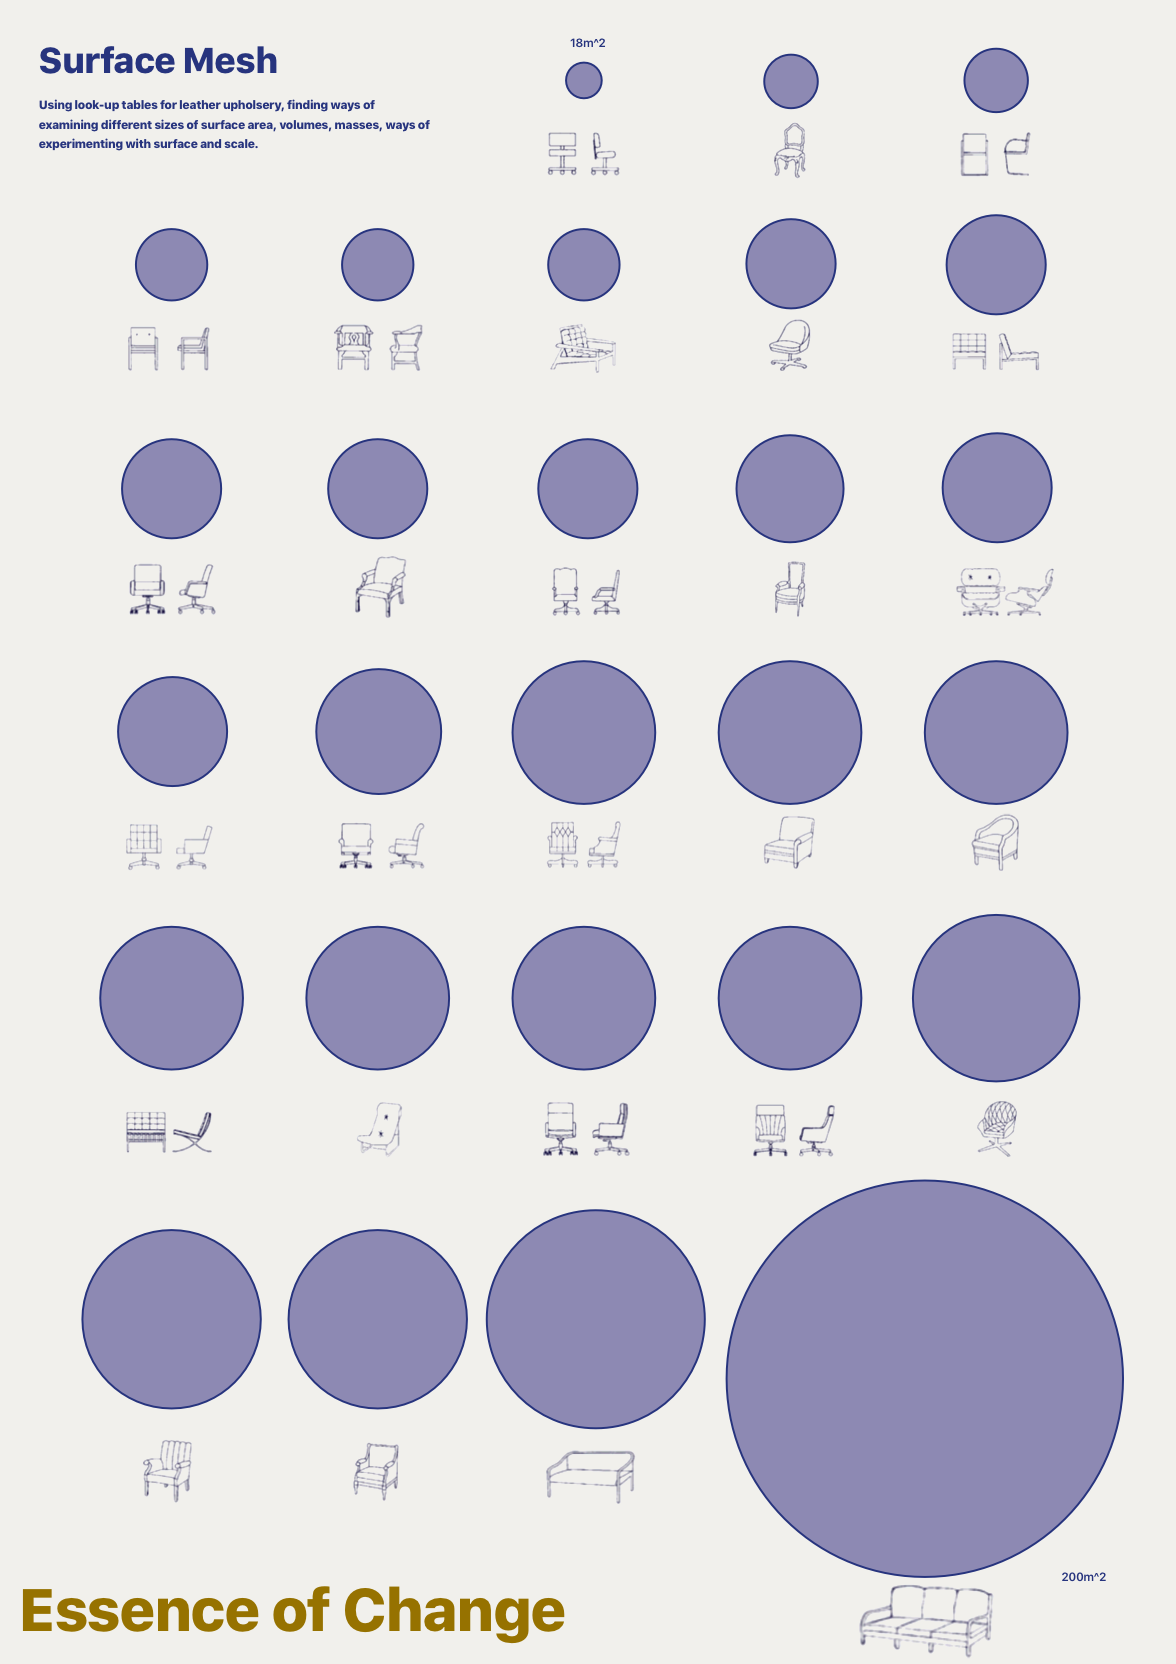 Surface Mesh
Using look-up tables for leather upholsery, finding ways of
examining different sizes of surface area, volumes, masses, ways of
experimenting with surface and scale.
18m^2
200m^2
Essence of Change